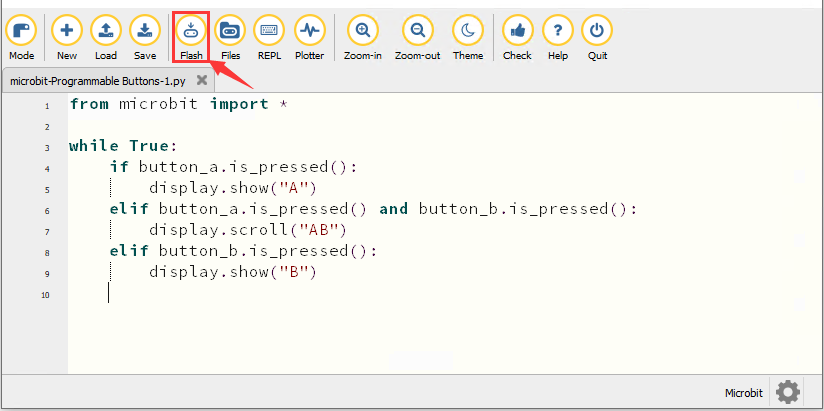 Mode New Load Save Flash Files REPL Plotter Zoom-in Zoom-out Theme Check Help Quit
microbit-Programmable Buttons-1.py
1 from microbit import *
2
3 while True:
4     if button_a.is_pressed():
5         display.show("A")
6     elif button_a.is_pressed() and button_b.is_pressed():
7         display.scroll("AB")
8     elif button_b.is_pressed():
9         display.show("B")
10
Microbit